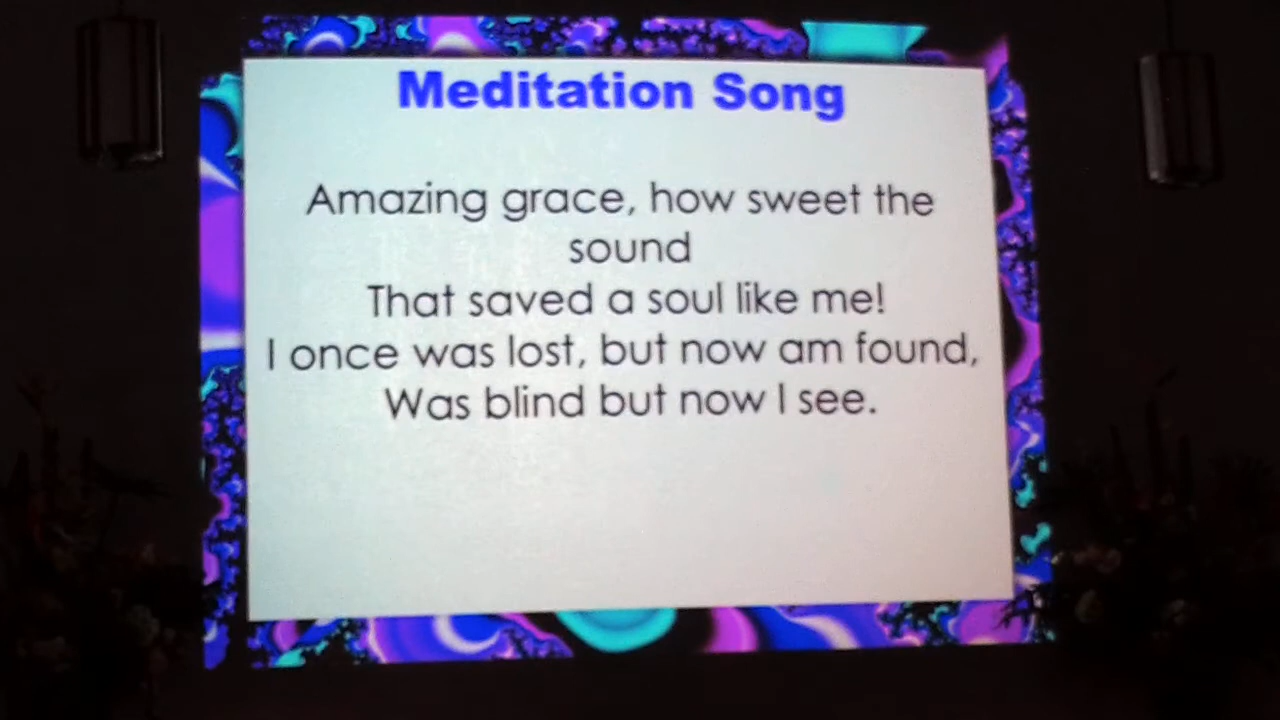 Meditation Song
Amazing grace, how sweet the
sound
That saved a soul like me!
I once was lost, but now am found,
Was blind but now I see.